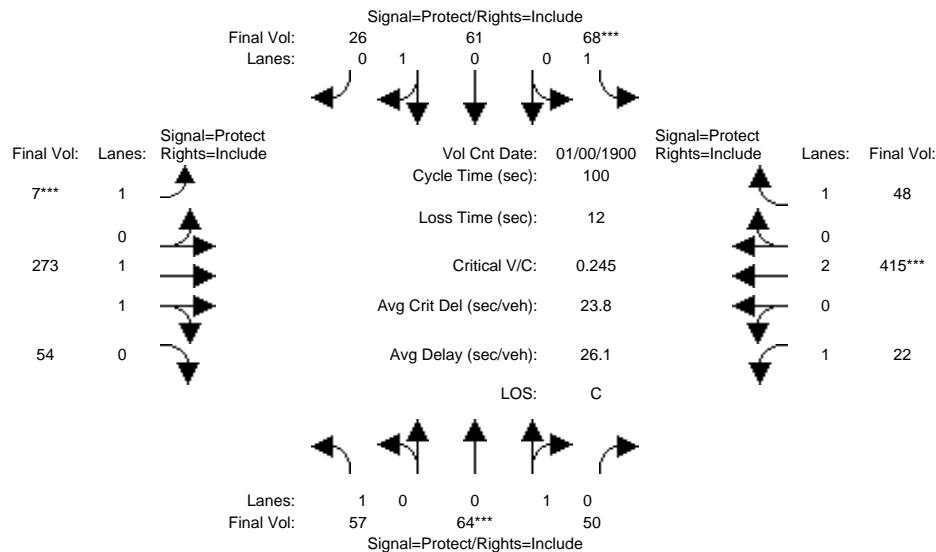 Signal=Protect/Rights=Include
Final Vol: 26 61 68***
Lanes: 0 1 0 0 1
Signal=Protect
Final Vol: Lanes: Rights=Include
Vol Cnt Date: 01/00/1900
Signal=Protect
Rights=Include Lanes: Final Vol:
Cycle Time (sec): 100
7*** 1
1 48
Loss Time (sec): 12
0
0
273 1
Critical V/C: 0.245
2 415***
1
Avg Crit Del (sec/veh): 23.8
0
54 0
Avg Delay (sec/veh): 26.1
1 22
LOS: C
Lanes: 1 0 0 1 0
Final Vol: 57 64*** 50
Signal=Protect/Rights=Include